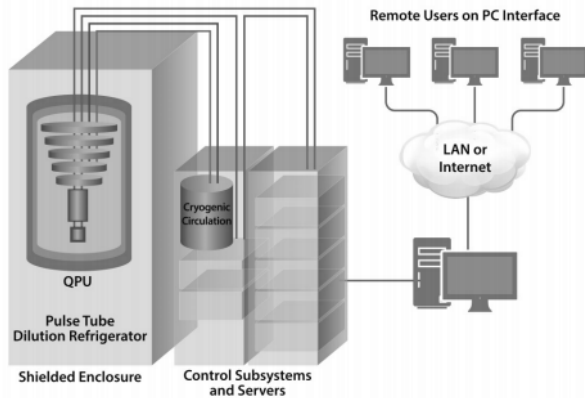 Remote Users on PC Interface
LAN or
Internet
Cryogenic
Circulation
QPU
Pulse Tube
Dilution Refrigerator
Shielded Enclosure
Control Subsystems
and Servers